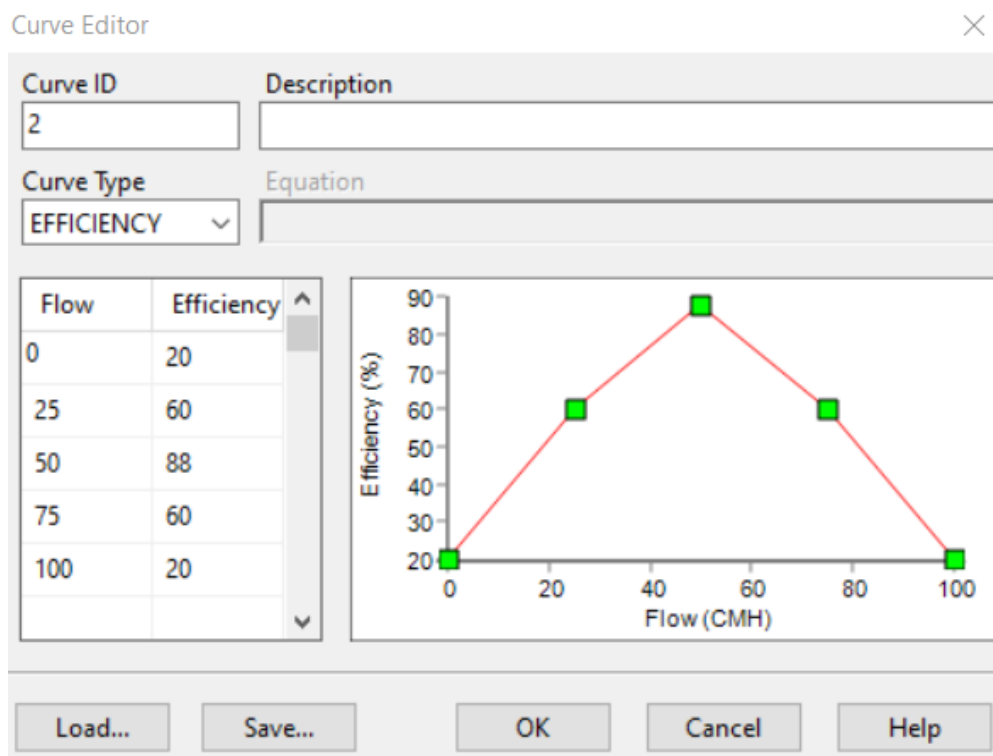 Curve Editor
Curve ID Description
2
Curve Type Equation
EFFICIENCY
Flow Efficiency
0 20
25 60
50 88
75 60
100 20
90
80
70
60
50
40
30
20
Efficiency (%)
0 20 40 60 80 100
Flow (CMH)
Load... Save... OK Cancel Help